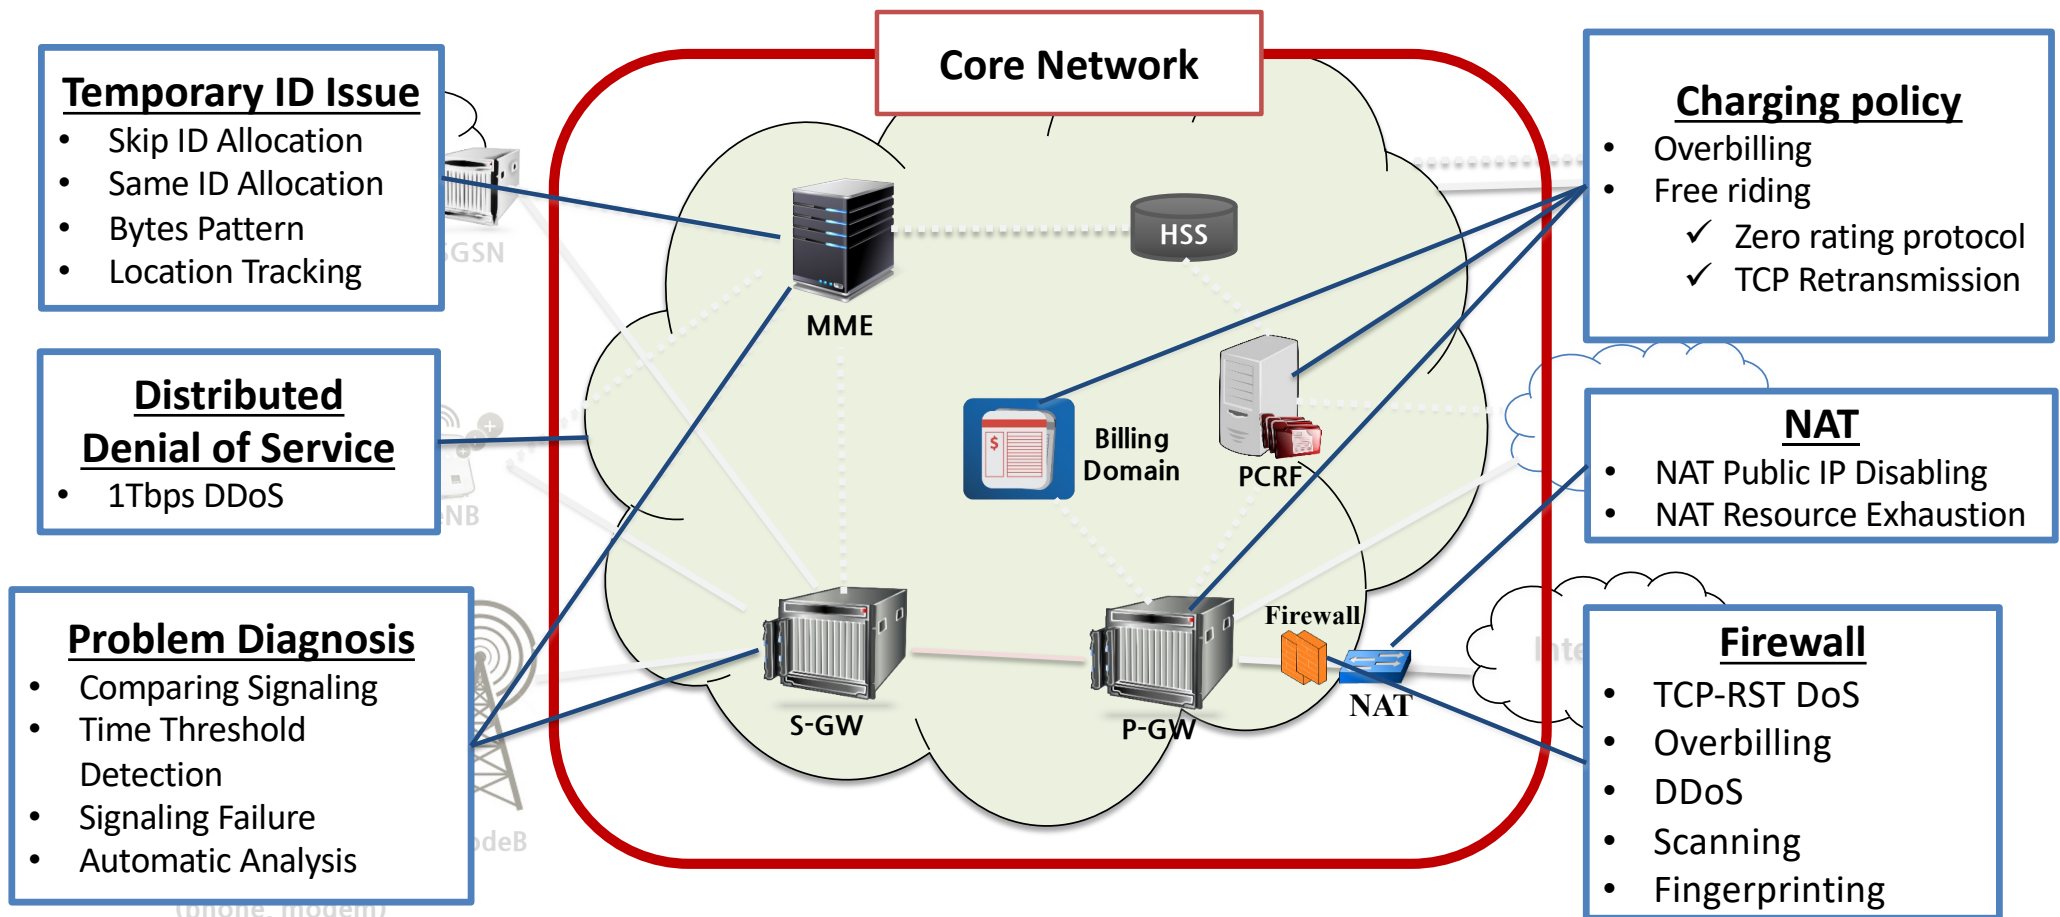 Core Network
Temporary ID Issue
• Skip ID Allocation
• Same ID Allocation
• Bytes Pattern
• Location Tracking
Distributed
Denial of Service
• 1Tbps DDoS
Problem Diagnosis
• Comparing Signaling
• Time Threshold
Detection
• Signaling Failure
• Automatic Analysis
(phone, modem)
MME
HSS
$
Billing
Domain
PCRF
S-GW
P-GW
Firewall
NAT
Charging policy
• Overbilling
• Free riding
✓ Zero rating protocol
✓ TCP Retransmission
NAT
• NAT Public IP Disabling
• NAT Resource Exhaustion
Firewall
• TCP-RST DoS
• Overbilling
• DDoS
• Scanning
• Fingerprinting